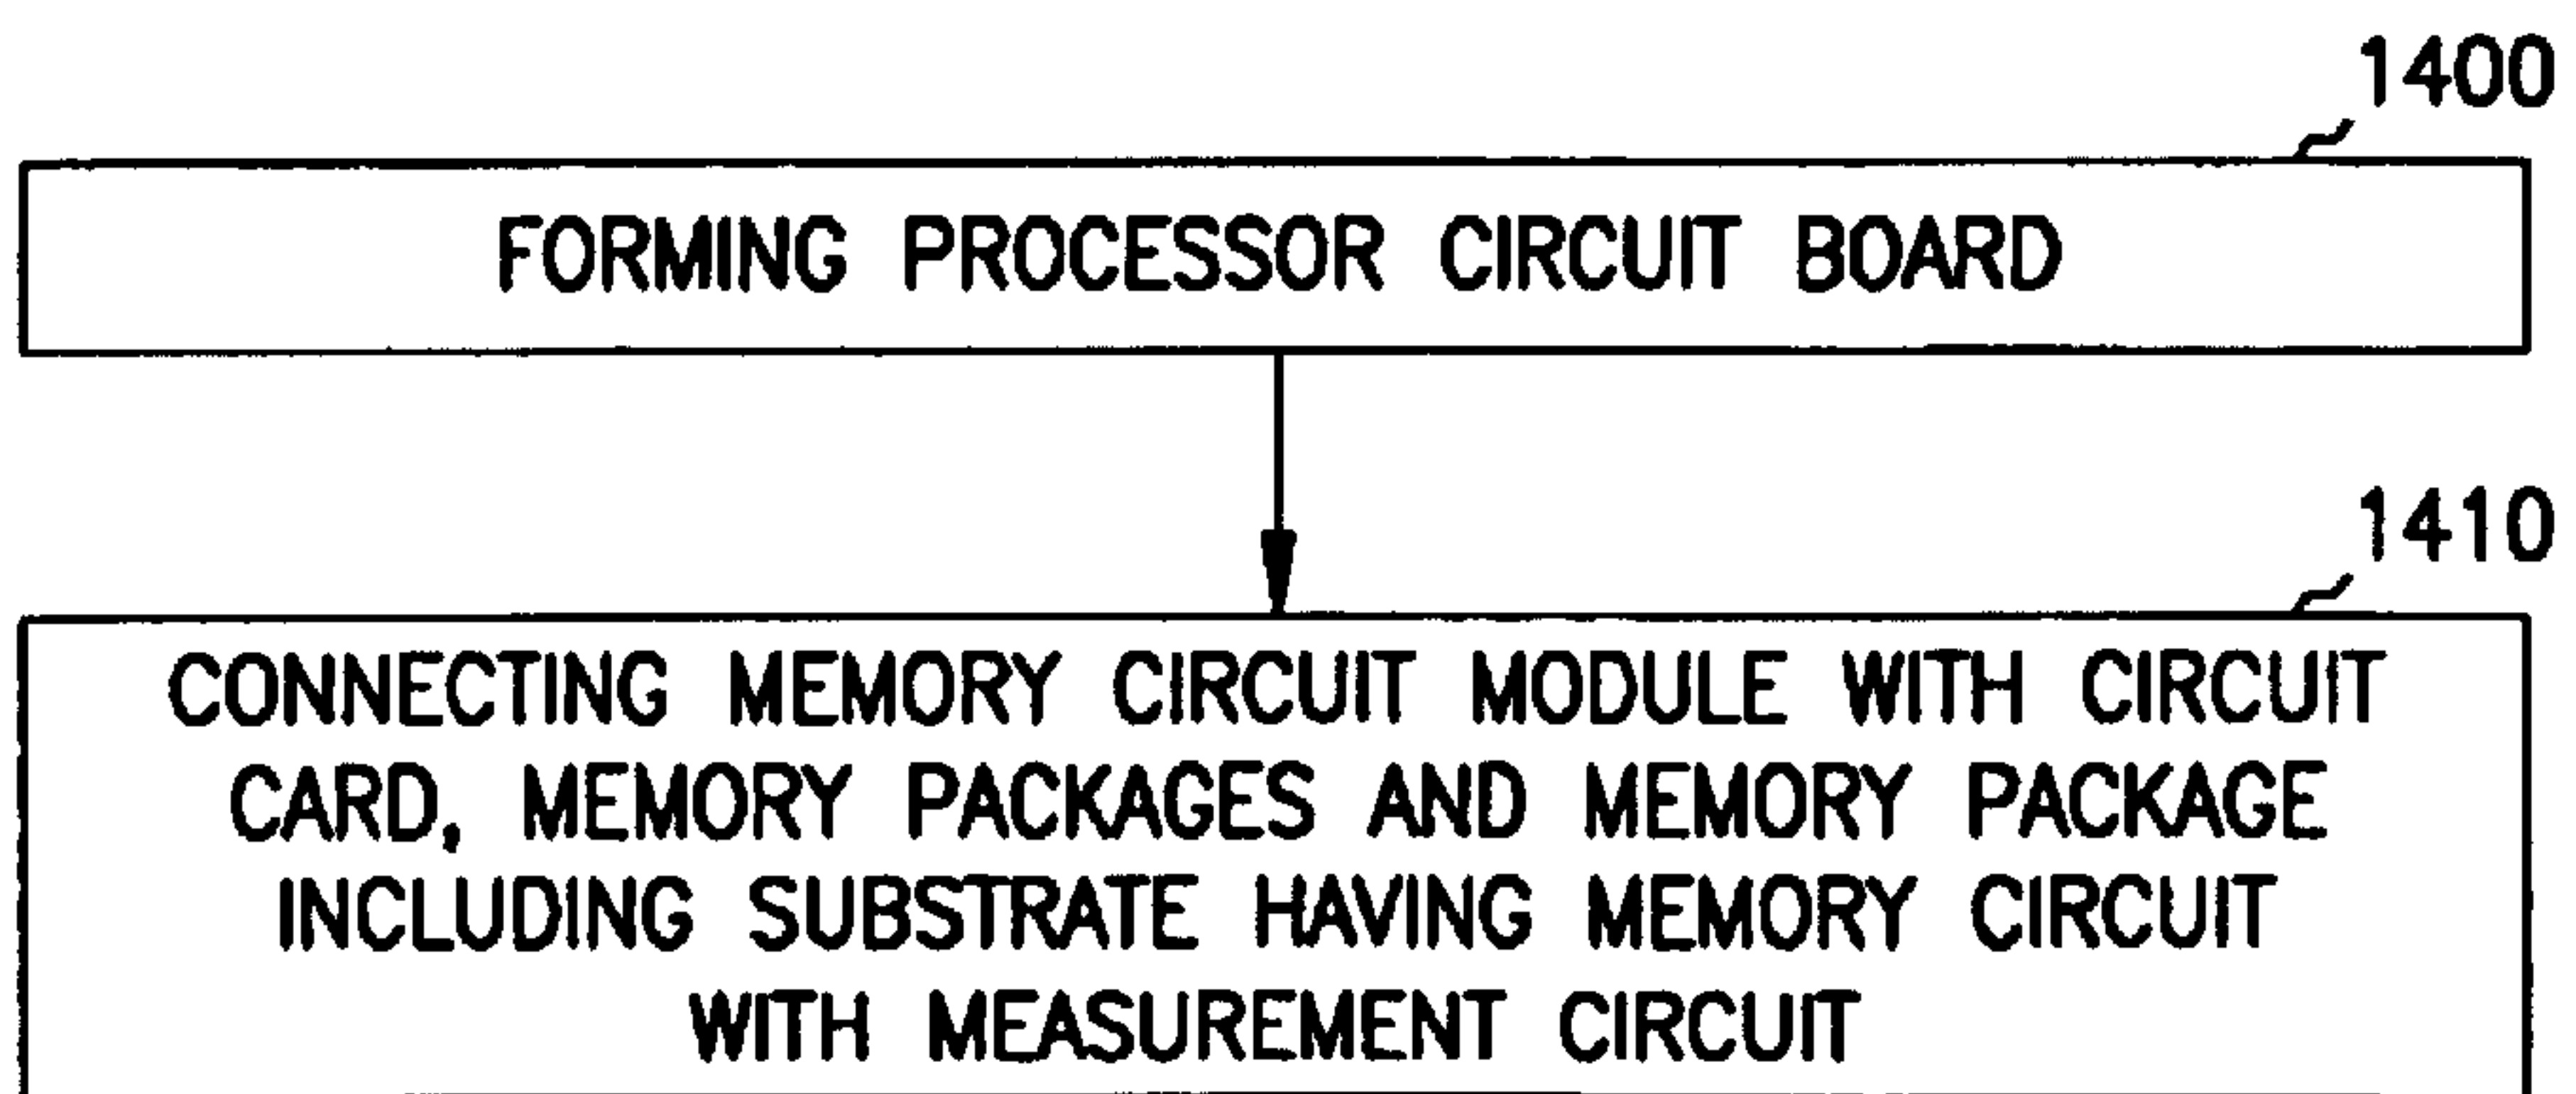 1400
FORMING PROCESSOR CIRCUIT BOARD
1410
CONNECTING MEMORY CIRCUIT MODULE WITH CIRCUIT
CARD, MEMORY PACKAGES AND MEMORY PACKAGE
INCLUDING SUBSTRATE HAVING MEMORY CIRCUIT
WITH MEASUREMENT CIRCUIT